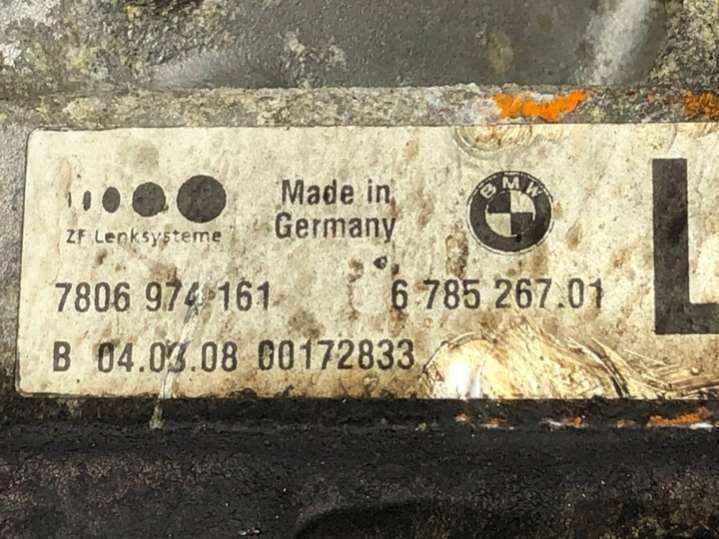 ZF Lenksysteme
Made in
Germany
BMW
L
7806 974 161
6 785 267.01
B 04.03.08 00172833